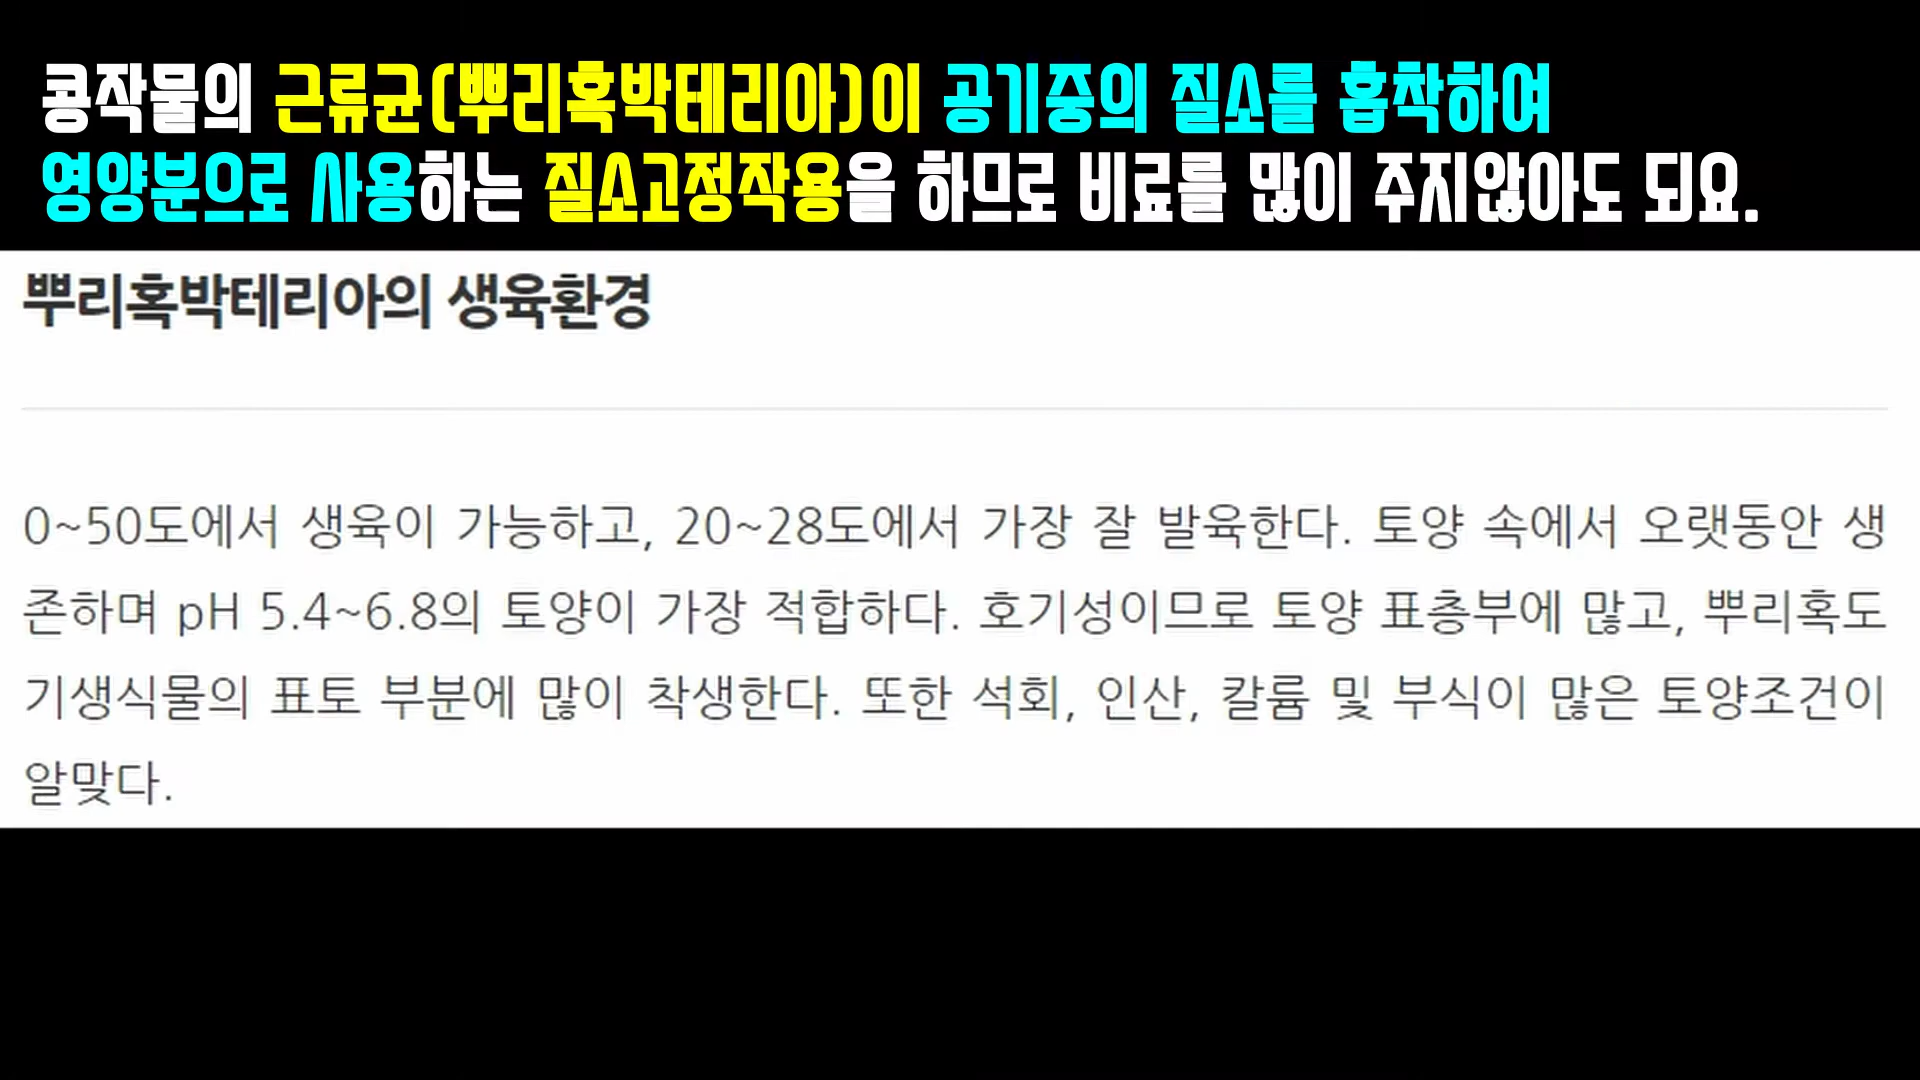 콩작물의 근류균(뿌리혹박테리아)이 공기중의 질소를 흡착하여
영양분으로 사용하는 질소고정작용을 하므로 비료를 많이 주지않아도 되요.
뿌리혹박테리아의 생육환경
0~50도에서 생육이 가능하고, 20~28도에서 가장 잘 발육한다. 토양 속에서 오랫동안 생
존하며 pH 5.4~6.8의 토양이 가장 적합하다. 호기성이므로 토양 표층부에 많고, 뿌리혹도
기생식물의 표토 부분에 많이 착생한다. 또한 석회, 인산, 칼륨 및 부식이 많은 토양조건이
알맞다.